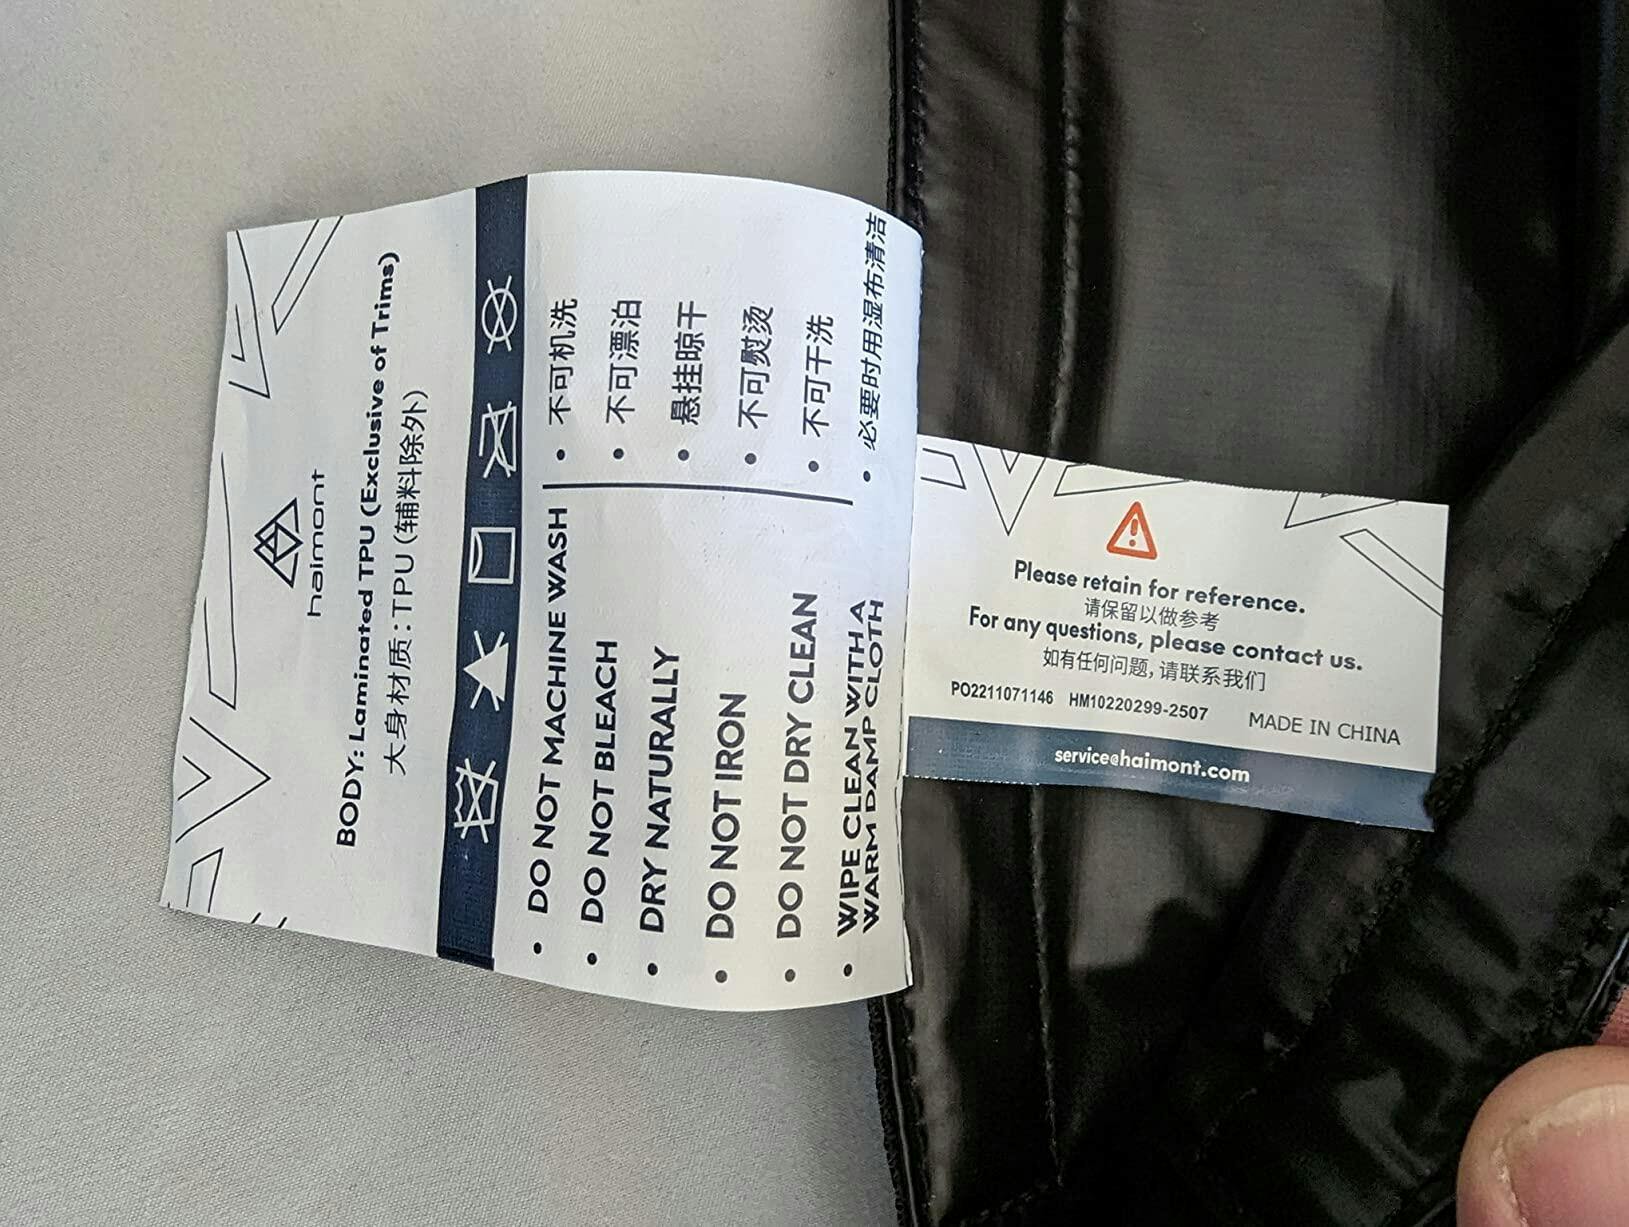 haimont
BODY: Laminated TPU (Exclusive of Trims)
大身材质：TPU（辅料除外）
• DO NOT MACHINE WASH
• DO NOT BLEACH
• DRY NATURALLY
• DO NOT IRON
• DO NOT DRY CLEAN
• WIPE CLEAN WITH A
WARM DAMP CLOTH
• 不可机洗
• 不可漂泊
• 悬挂晾干
• 不可熨烫
• 不可干洗
• 必要时用湿布清洁
Please retain for reference.
请保留以做参考
For any questions, please contact us.
如有任何问题，请联系我们
PO2211071146 HM10220299-2507 MADE IN CHINA
service@haimont.com